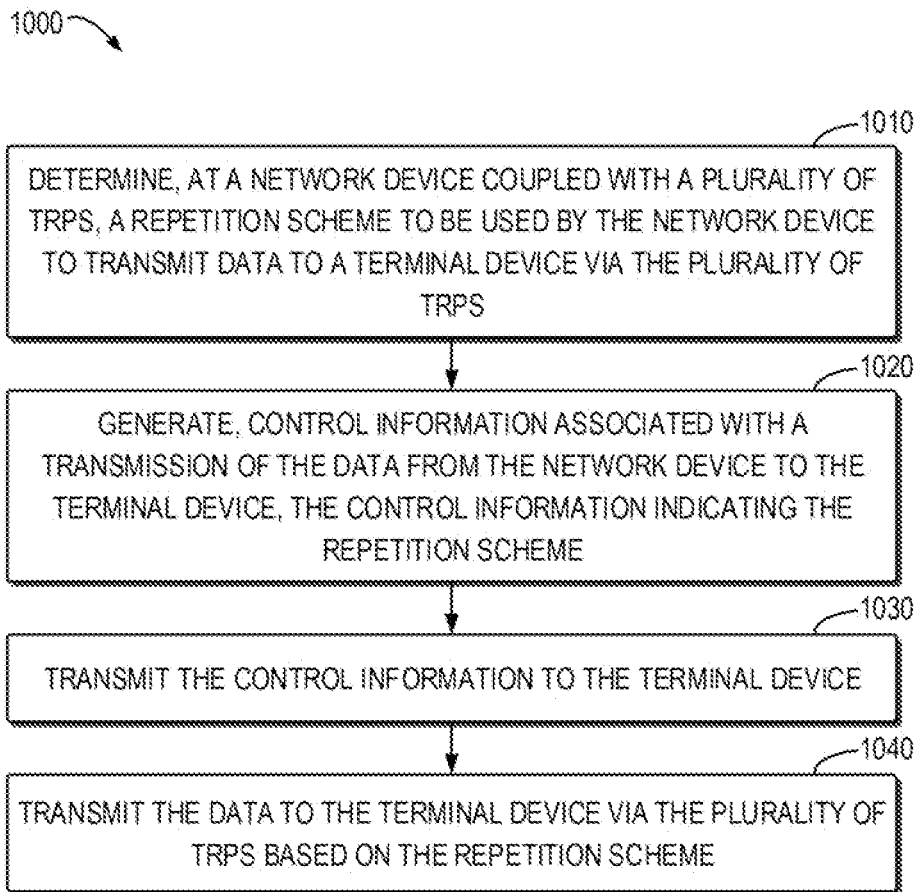 1000
1010
DETERMINE, AT A NETWORK DEVICE COUPLED WITH A PLURALITY OF
TRPS, A REPETITION SCHEME TO BE USED BY THE NETWORK DEVICE
TO TRANSMIT DATA TO A TERMINAL DEVICE VIA THE PLURALITY OF
TRPS
1020
GENERATE, CONTROL INFORMATION ASSOCIATED WITH A
TRANSMISSION OF THE DATA FROM THE NETWORK DEVICE TO THE
TERMINAL DEVICE, THE CONTROL INFORMATION INDICATING THE
REPETITION SCHEME
1030
TRANSMIT THE CONTROL INFORMATION TO THE TERMINAL DEVICE
1040
TRANSMIT THE DATA TO THE TERMINAL DEVICE VIA THE PLURALITY OF
TRPS BASED ON THE REPETITION SCHEME